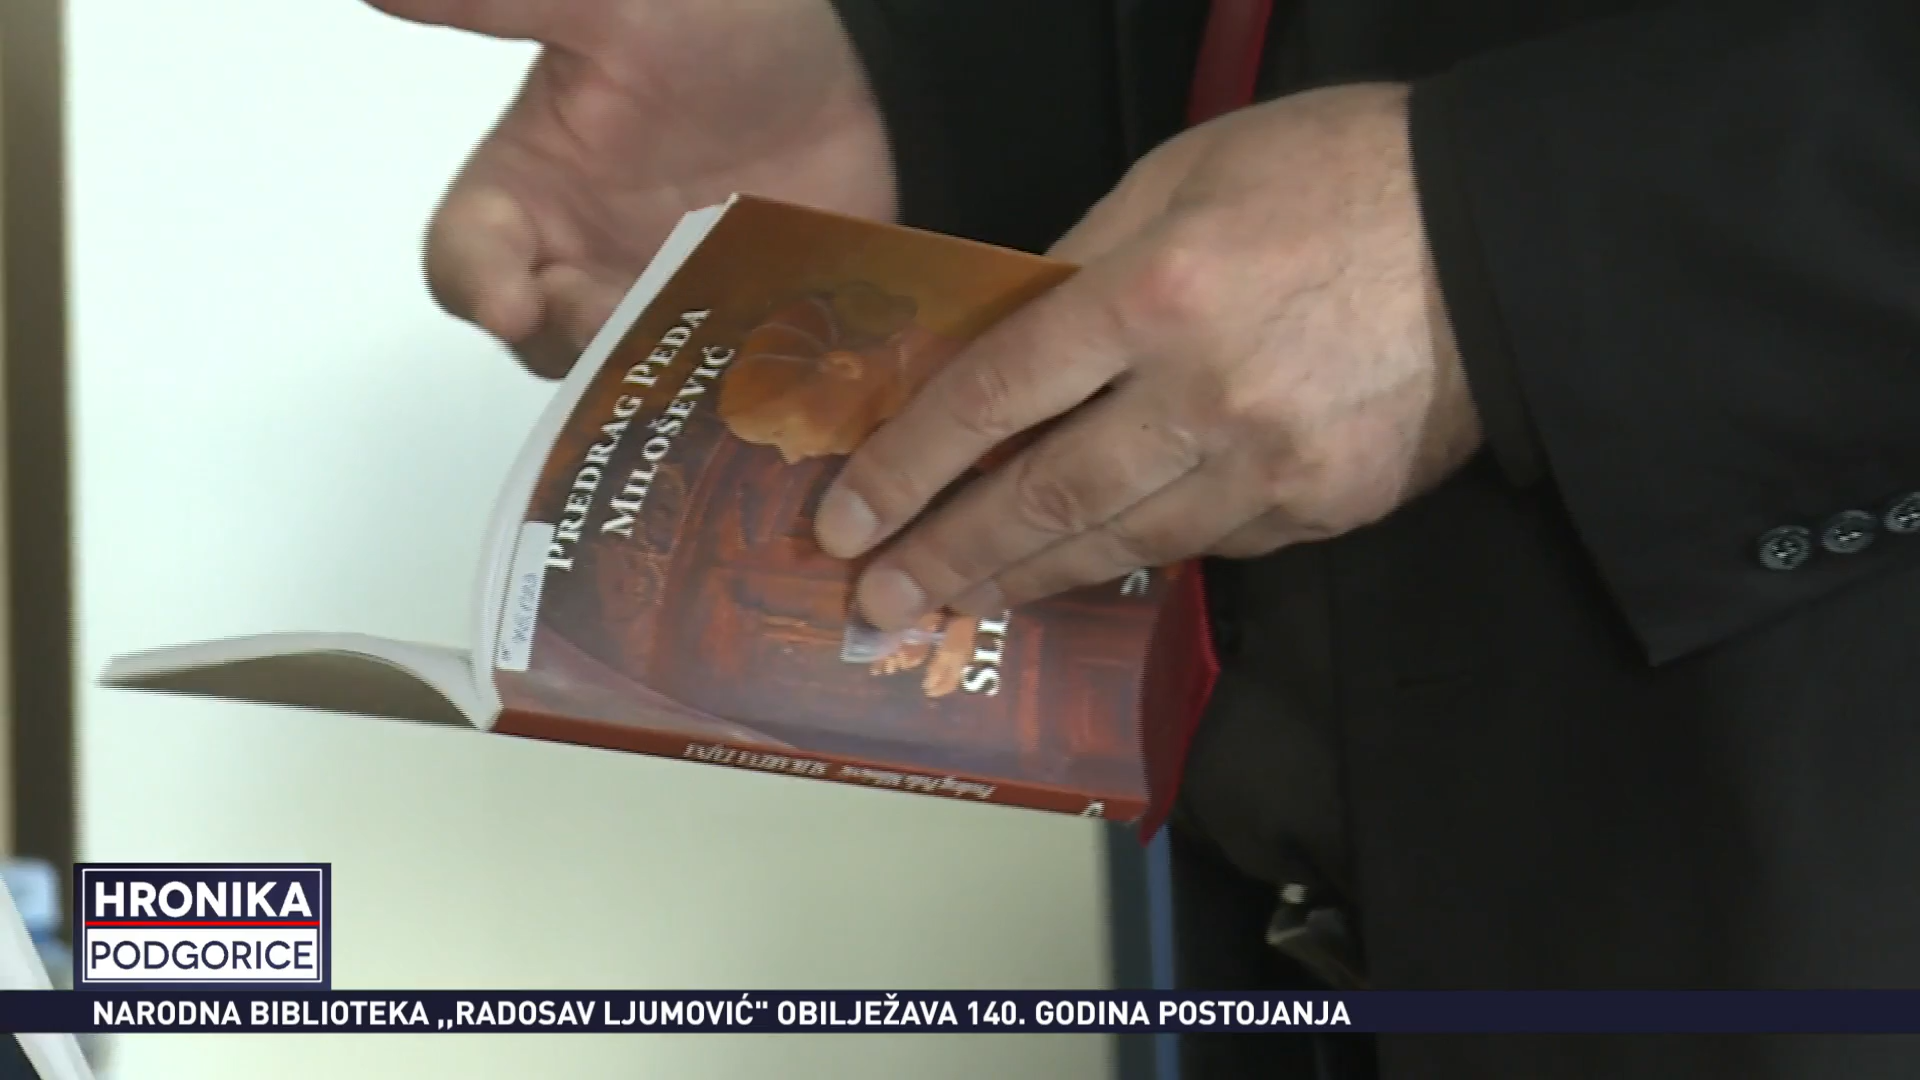 PREDRAG PEĐA
MILOŠEVIĆ
HRONIKA
PODGORICE
NARODNA BIBLIOTEKA ,,RADOSAV LJUMOVIĆ" OBILJEŽAVA 140. GODINA POSTOJANJA